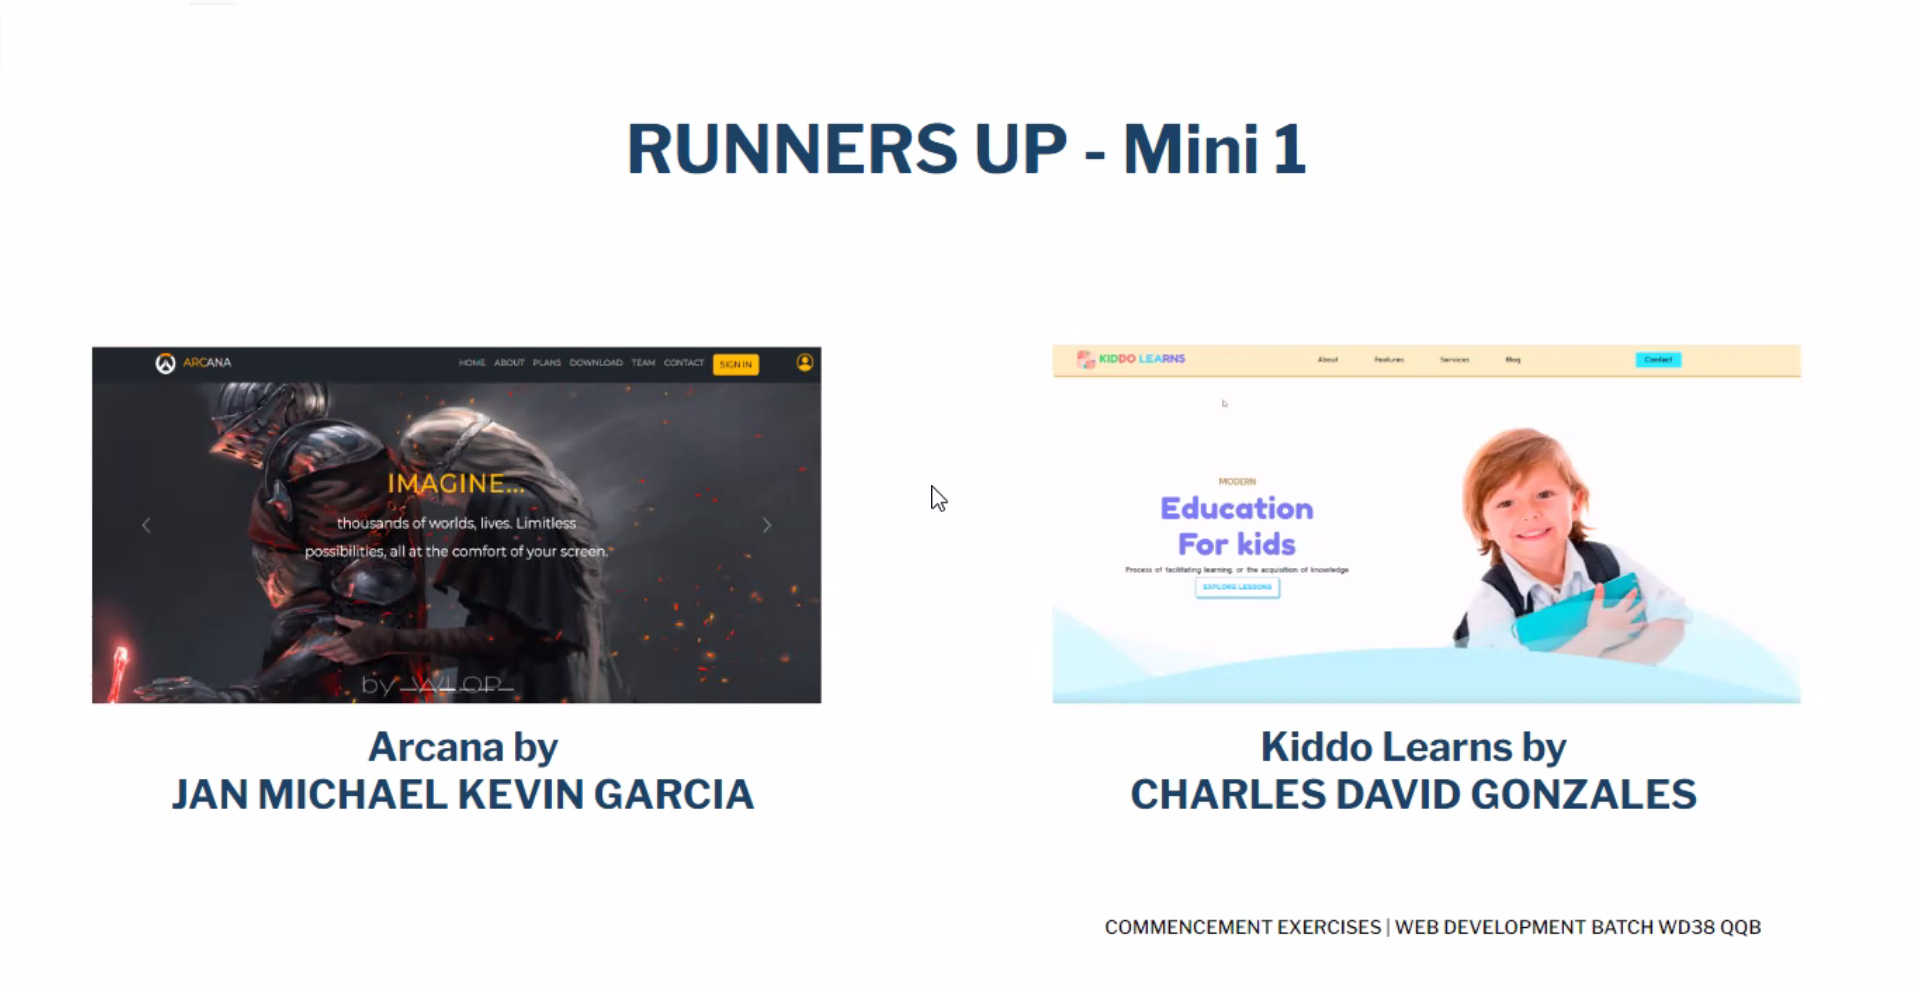 RUNNERS UP - Mini 1
ARCANA
HOME ABOUT PLANS DOWNLOAD TEAM CONTACT SIGN IN
IMAGINE...
thousands of worlds, lives. Limitless
possibilities, all at the comfort of your screen.
by WLOP
Arcana by
JAN MICHAEL KEVIN GARCIA
KIDDO LEARNS
About Features Services Blog Contact
MODERN
Education
For kids
Process of facilitating learning, or the acquisition of knowledge
EXPLORE LESSONS
Kiddo Learns by
CHARLES DAVID GONZALES
COMMENCEMENT EXERCISES | WEB DEVELOPMENT BATCH WD38 QQB